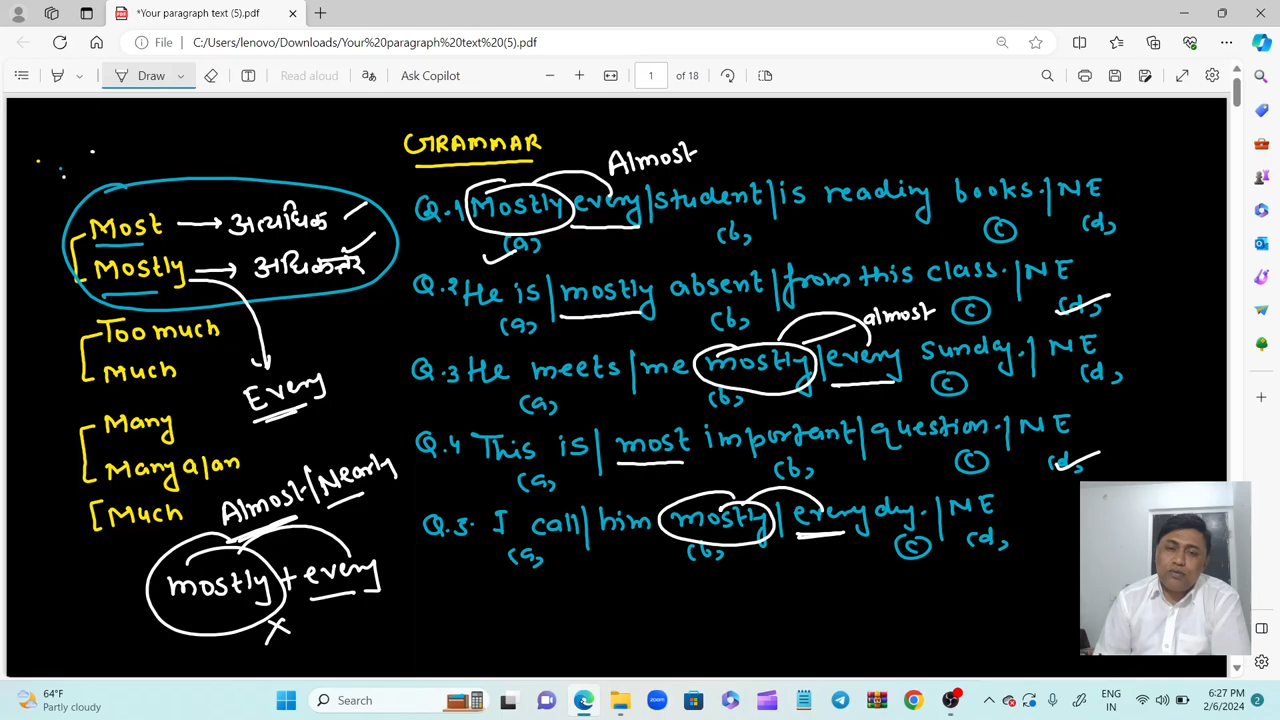 *Your paragraph text (5).pdf
File C:/Users/lenovo/Downloads/Your%20paragraph%20text%20(5).pdf
Draw Read aloud Ask Copilot 1 of 18
GRAMMAR
Almost
Q.1 Mostly every|student|is reading books.|NE
(a, (b, (c) (d,
Q.2 He is|mostly absent|from this class.|NE
(a, (b, (c) (d,
almost
Q.3 He meets|me mostly|every sunday.|NE
(a, (b, (c) (d,
Q.4 This is|most important|question.|NE
(a, (b, (c) (d,
Q.5. I call|him mostly|everyday.|NE
(a, (b, (c) (d,
Most → अत्यधिक
Mostly → अधिकतर
Every
Too much
Much
Many
Many a/an
Much
Almost/Nearly
mostly + every
x
64°F
Partly cloudy
Search
ENG
IN
6:27 PM
2/6/2024
2